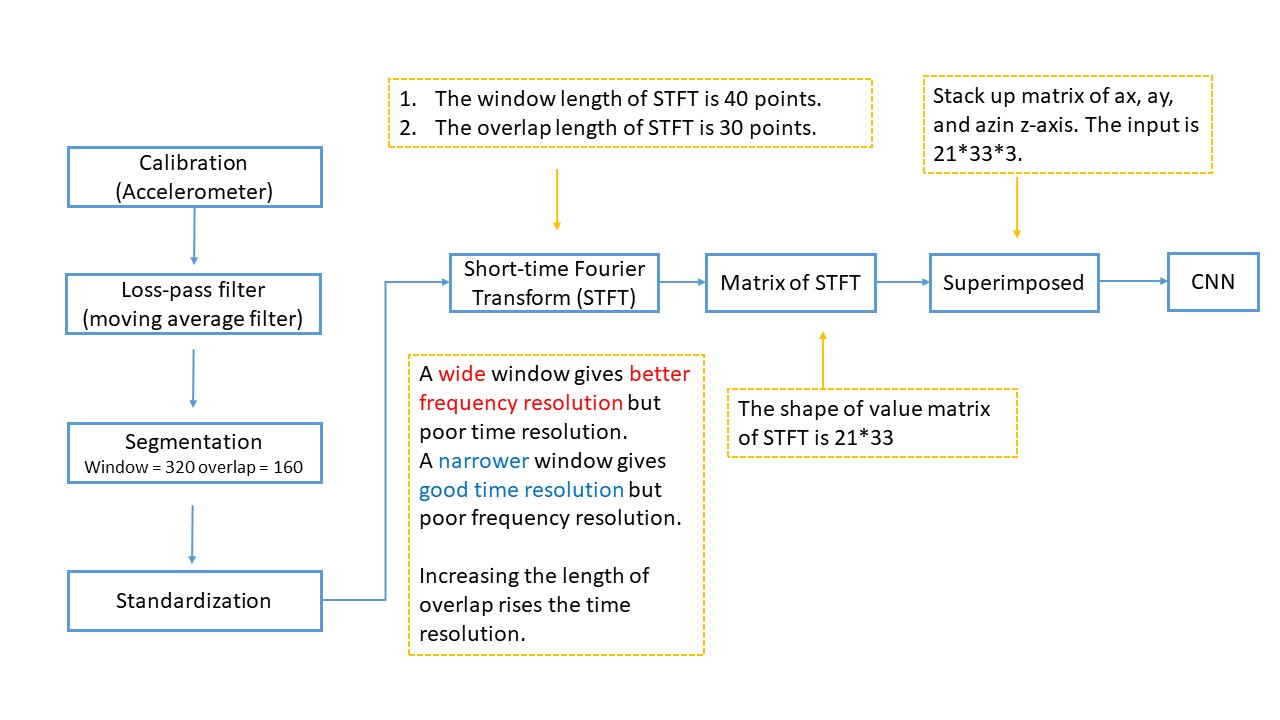 Calibration
(Accelerometer)
Loss-pass filter
(moving average filter)
Segmentation
Window = 320 overlap = 160
Standardization
1. The window length of STFT is 40 points.
2. The overlap length of STFT is 30 points.
Short-time Fourier
Transform (STFT)
A wide window gives better
frequency resolution but
poor time resolution.
A narrower window gives
good time resolution but
poor frequency resolution.
Increasing the length of
overlap rises the time
resolution.
Matrix of STFT
The shape of value matrix
of STFT is 21*33
Stack up matrix of ax, ay,
and azin z-axis. The input is
21*33*3.
Superimposed
CNN